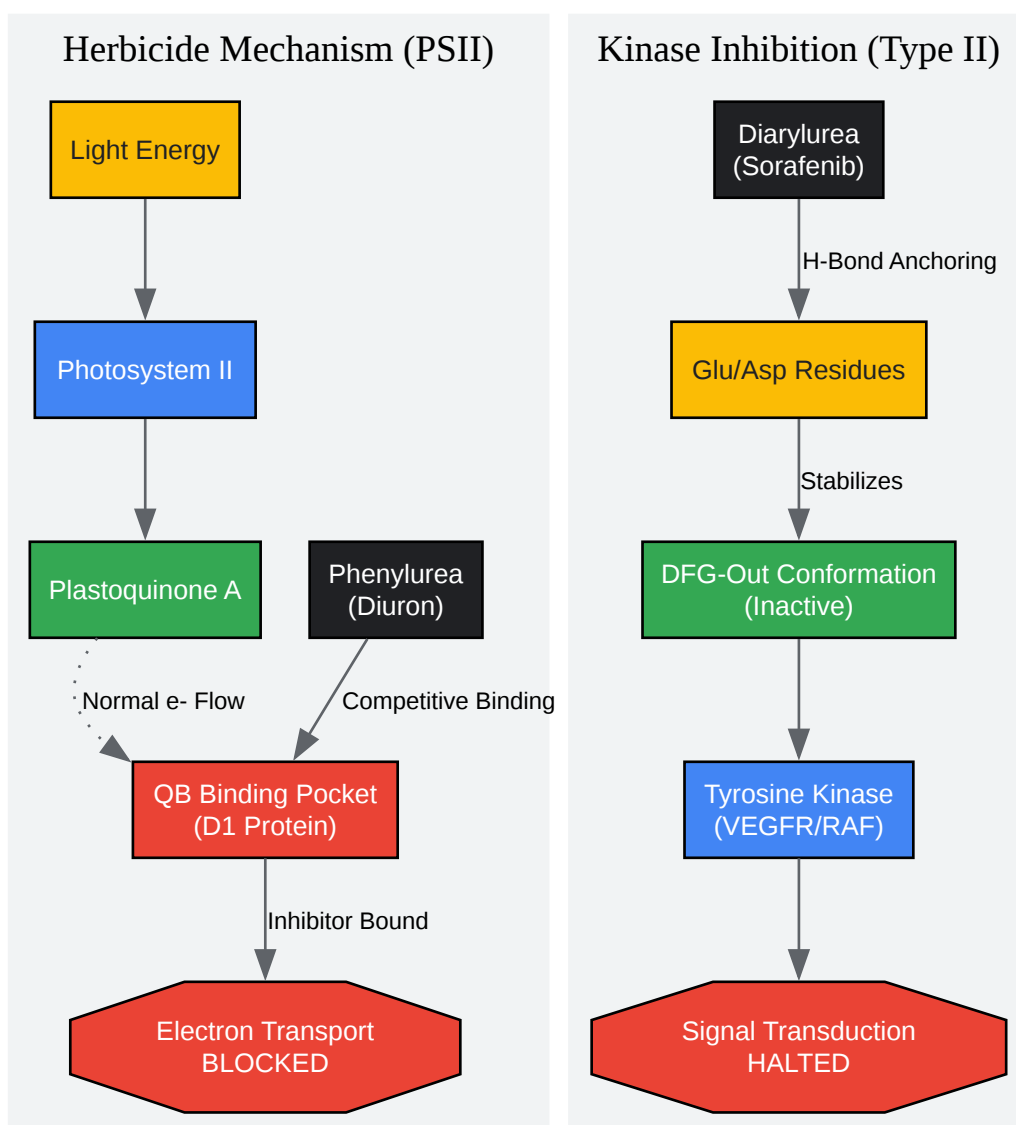 Herbicide Mechanism (PSII)
Light Energy
Photosystem II
Plastoquinone A
Phenylurea
(Diuron)
Normal e- Flow
Competitive Binding
QB Binding Pocket
(D1 Protein)
Inhibitor Bound
Electron Transport
BLOCKED
Kinase Inhibition (Type II)
Diarylurea
(Sorafenib)
H-Bond Anchoring
Glu/Asp Residues
Stabilizes
DFG-Out Conformation
(Inactive)
Tyrosine Kinase
(VEGFR/RAF)
Signal Transduction
HALTED